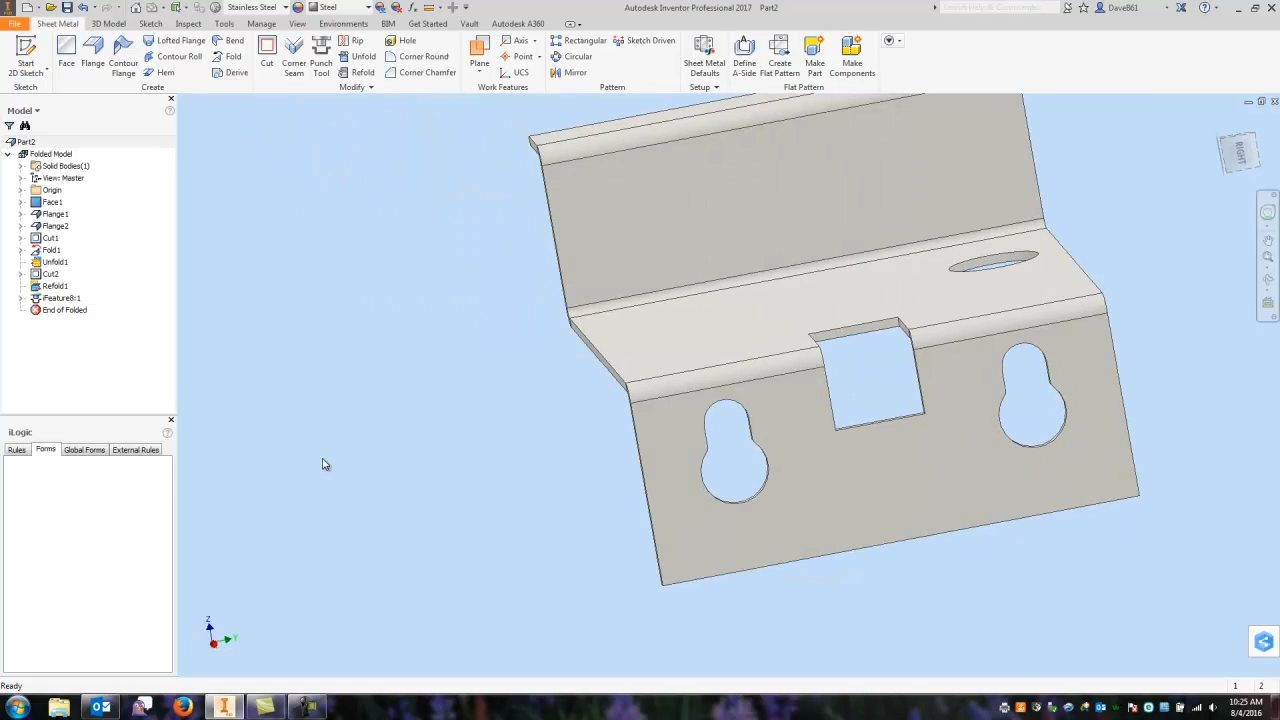 Stainless Steel
Steel
Autodesk Inventor Professional 2017 Part2
DaveB61
File
Sheet Metal
3D Model
Sketch
Inspect
Tools
Manage
View
Environments
BIM
Get Started
Vault
Autodesk A360
Start
2D Sketch
Face
Flange
Contour
Flange
Lofted Flange
Contour Roll
Hem
Bend
Fold
Derive
Cut
Corner
Seam
Punch
Tool
Rip
Unfold
Refold
Hole
Corner Round
Corner Chamfer
Plane
Axis
Point
UCS
Rectangular
Circular
Mirror
Sketch Driven
Sheet Metal
Defaults
Define
A-Side
Create
Flat Pattern
Make
Part
Make
Components
Sketch
Create
Modify
Work Features
Pattern
Setup
Flat Pattern
Model
Part2
Folded Model
Solid Bodies(1)
View: Master
Origin
Face1
Flange1
Flange2
Cut1
Fold1
Unfold1
Cut2
Refold1
iFeature8:1
End of Folded
iLogic
Rules
Forms
Global Forms
External Rules
RIGHT
Z
Y
Ready
1
2
10:25 AM
8/4/2016